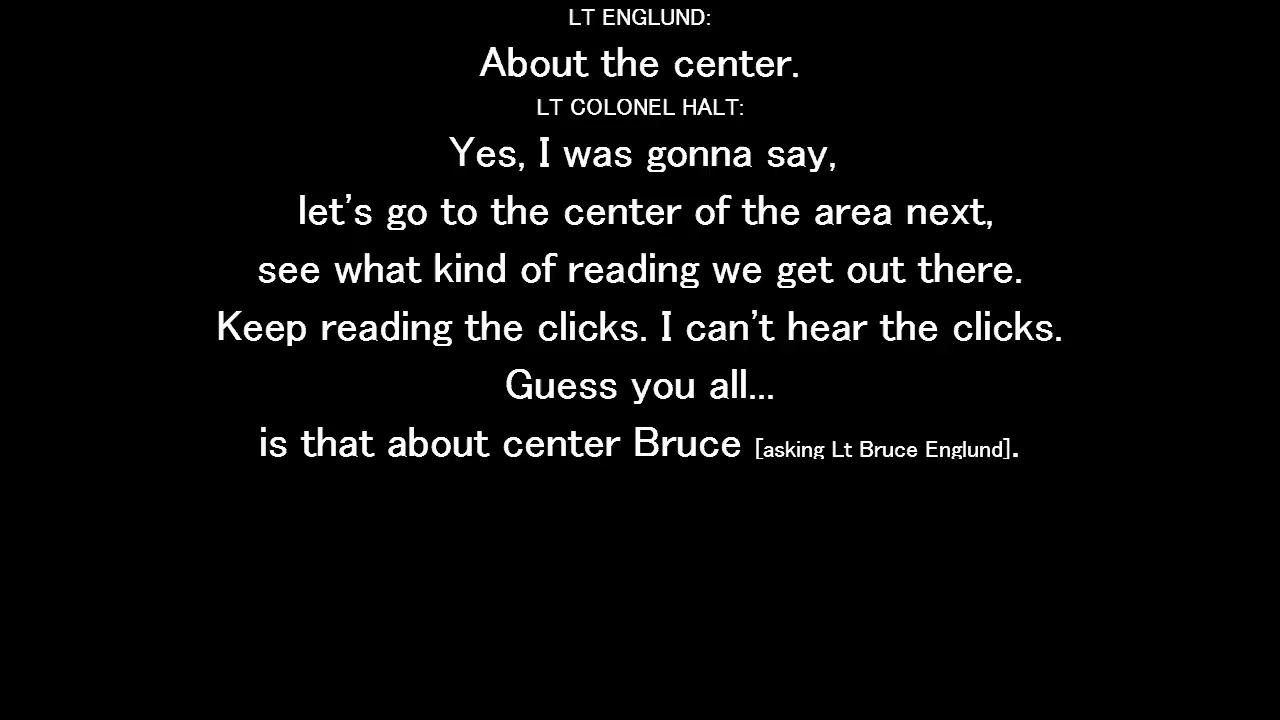 LT ENGLUND:
About the center.
LT COLONEL HALT:
Yes, I was gonna say,
let's go to the center of the area next,
see what kind of reading we get out there.
Keep reading the clicks. I can't hear the clicks.
Guess you all...
is that about center Bruce [asking Lt Bruce Englund].